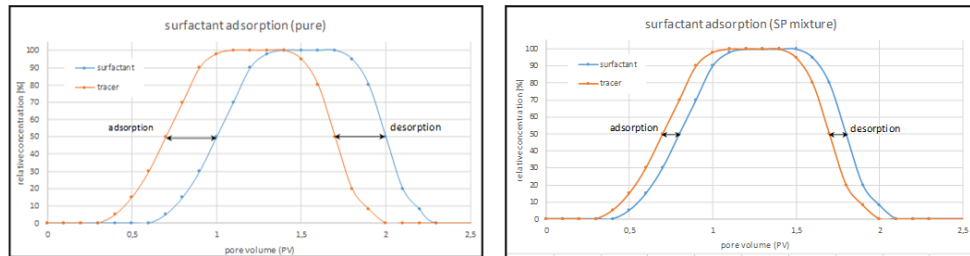 surfactant adsorption (pure)
relative concentration [%]
100
90
80
70
60
50
40
30
20
10
0
surfactant
tracer
adsorption
desorption
0
0,5
1
1,5
2
2,5
pore volume (PV)
surfactant adsorption (SP mixture)
relative concentration [%]
100
90
80
70
60
50
40
30
20
10
0
surfactant
tracer
adsorption
desorption
0
0,5
1
1,5
2
2,5
pore volume (PV)